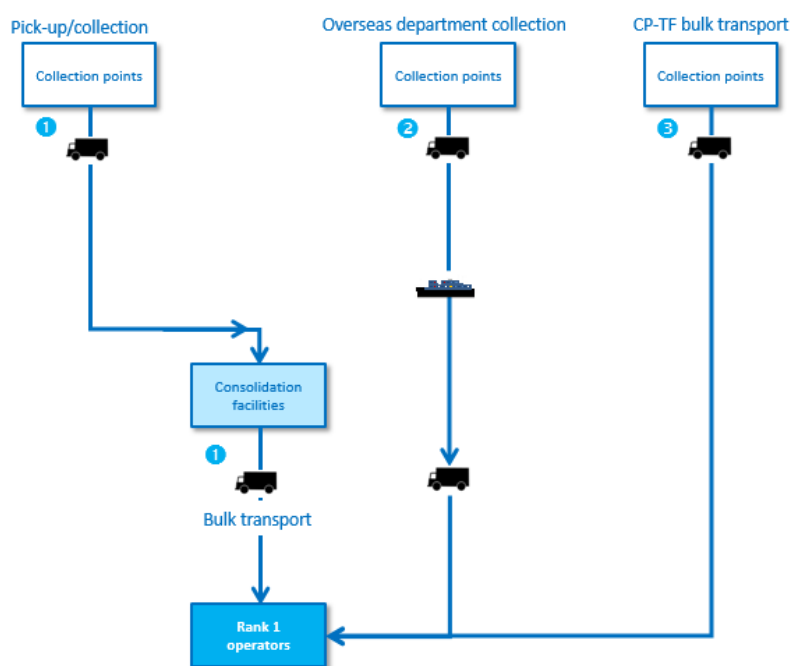 Pick-up/collection
Overseas department collection
CP-TF bulk transport
Collection points
Collection points
Collection points
1
2
3
Consolidation
facilities
1
Bulk transport
Rank 1
operators